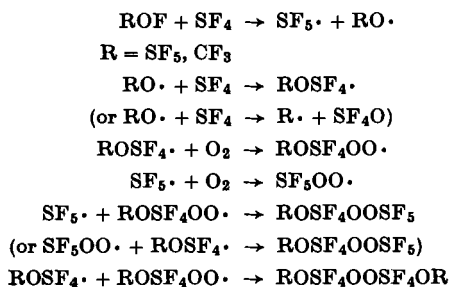 ROF + SF₄ → SF₅· + RO·
R = SF₅, CF₃
RO· + SF₄ → ROSF₄·
(or RO· + SF₄ → R· + SF₄O)
ROSF₄· + O₂ → ROSF₄OO·
SF₅· + O₂ → SF₅OO·
SF₅· + ROSF₄OO· → ROSF₄OOSF₅
(or SF₅OO· + ROSF₄· → ROSF₄OOSF₅)
ROSF₄· + ROSF₄OO· → ROSF₄OOSF₄OR